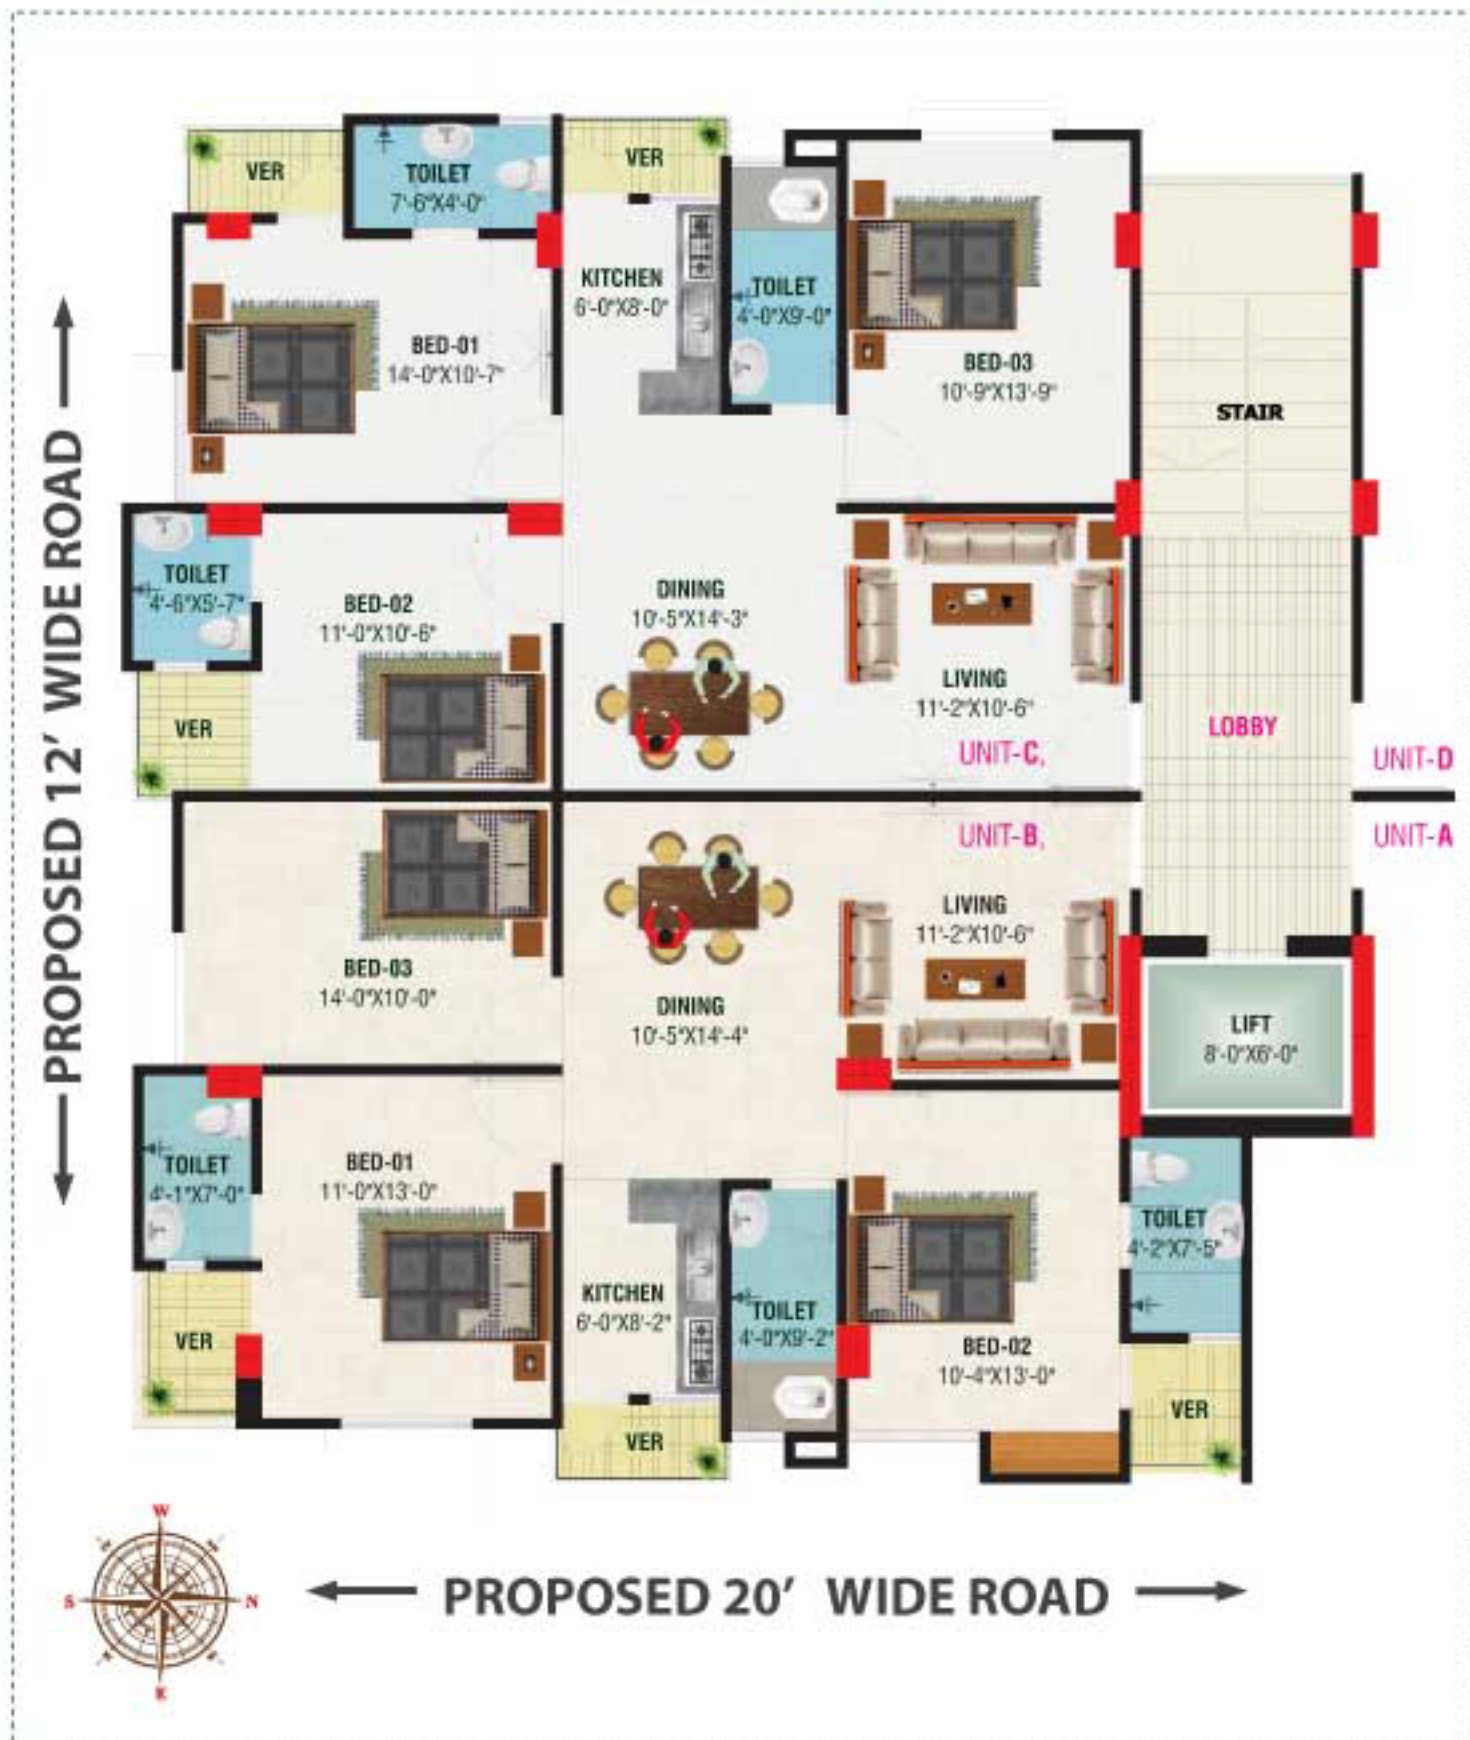 VER
TOILET
7'-6"X4'-0"
VER
KITCHEN
6'-0"X8'-0"
TOILET
4'-0"X9'-0"
BED-01
14'-0"X10'-7"
BED-03
10'-9"X13'-9"
STAIR
TOILET
4'-6"X5'-7"
BED-02
11'-0"X10'-6"
DINING
10'-5"X14'-3"
LIVING
11'-2"X10'-6"
VER
LOBBY
UNIT-C,
UNIT-D
UNIT-B,
UNIT-A
LIVING
11'-2"X10'-6"
BED-03
14'-0"X10'-0"
DINING
10'-5"X14'-4"
LIFT
8'-0"X6'-0"
TOILET
4'-1"X7'-0"
BED-01
11'-0"X13'-0"
TOILET
4'-2"X7'-5"
KITCHEN
6'-0"X8'-2"
TOILET
4'-0"X9'-2"
BED-02
10'-4"X13'-0"
VER
VER
VER
PROPOSED 12' WIDE ROAD
W
S
N
E
PROPOSED 20' WIDE ROAD